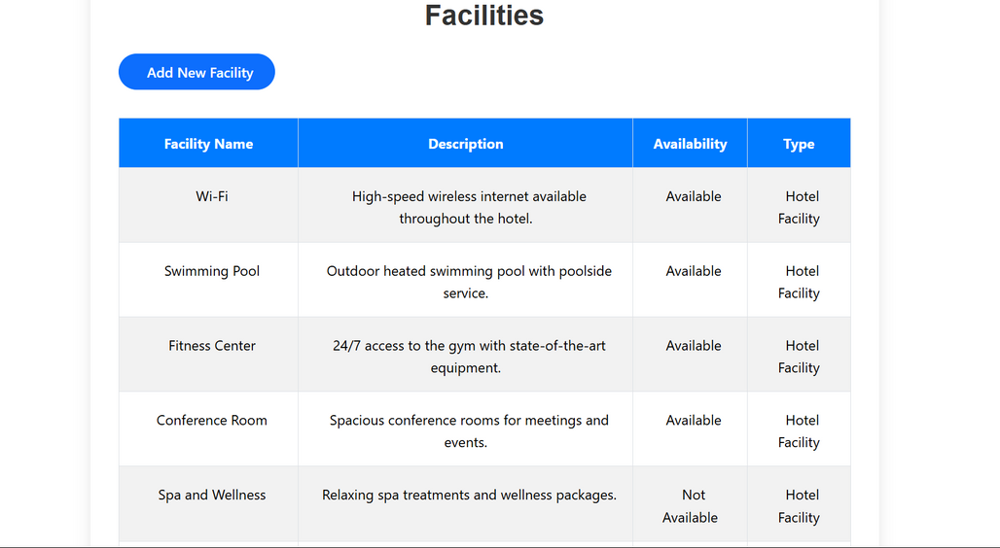 Facilities
Add New Facility
Facility Name Description Availability Type
Wi-Fi High-speed wireless internet available Available Hotel
throughout the hotel. Facility
Swimming Pool Outdoor heated swimming pool with poolside Available Hotel
service. Facility
Fitness Center 24/7 access to the gym with state-of-the-art Available Hotel
equipment. Facility
Conference Room Spacious conference rooms for meetings and Available Hotel
events. Facility
Spa and Wellness Relaxing spa treatments and wellness packages. Not Hotel
Available Facility